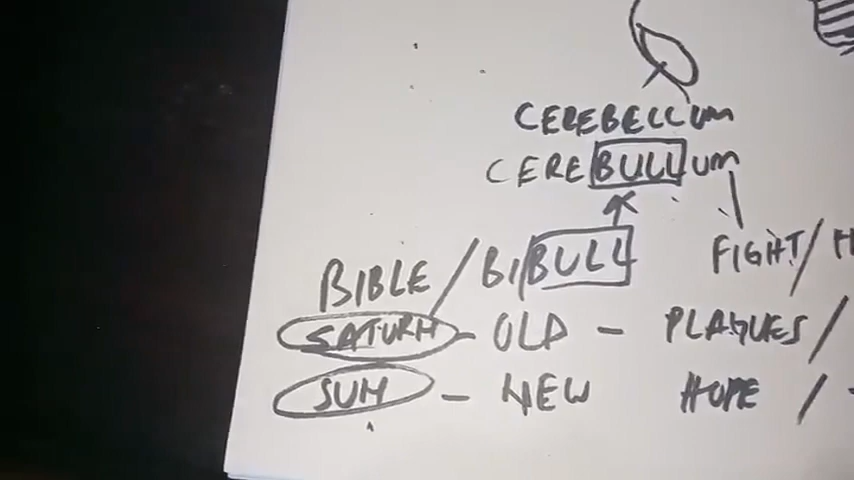 CEREBELLUM
CEREBULLUM
BIBLE / BIBULL FIGHT /
SATURN - OLD - PLAGUES /
SUN - NEW HOPE /